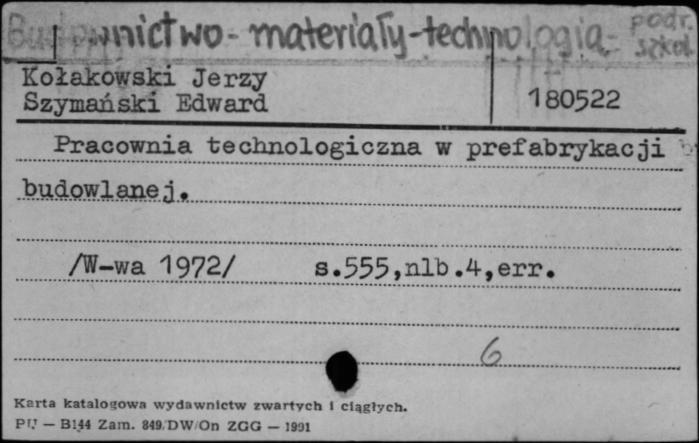 Budownictwo - materiały - technologia - podr.
szkol.
Kołakowski Jerzy
Szymański Edward
180522
Pracownia technologiczna w prefabrykacji
budowlanej.
/W-wa 1972/ s.555,nlb.4,err.
6
Karta katalogowa wydawnictw zwartych i ciągłych.
PU — B144 Zam. 849/DW/On ZGG — 1991